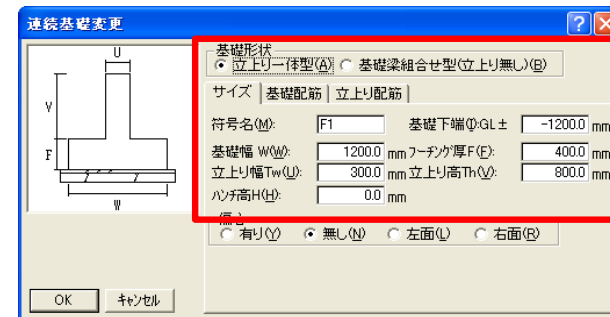 連続基礎変更
U
V
F
W
基礎形状
立上り一体型(A) 基礎梁組合せ型(立上り無し)(B)
サイズ 基礎配筋 立上り配筋
符号名(M): F1 基礎下端(I):GL± -1200.0 mm
基礎幅 W(W): 1200.0 mm フーチング厚F(F): 400.0 mm
立上り幅Tw(U): 300.0 mm 立上り高Th(V): 800.0 mm
ハンチ高H(H): 0.0 mm
偏心
有り(Y) 無し(N) 左面(L) 右面(R)
OK キャンセル